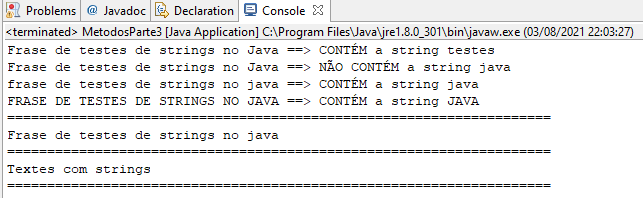 Problems @ Javadoc Declaration Console
<terminated> MetodosParte3 [Java Application] C:\Program Files\Java\jre1.8.0_301\bin\javaw.exe (03/08/2021 22:03:27)
Frase de testes de strings no Java ==> CONTÉM a string testes
Frase de testes de strings no Java ==> NÃO CONTÉM a string java
frase de testes de strings no java ==> CONTÉM a string java
FRASE DE TESTES DE STRINGS NO JAVA ==> CONTÉM a string JAVA
====================================================================
Frase de testes de strings no java
====================================================================
Textes com strings
====================================================================